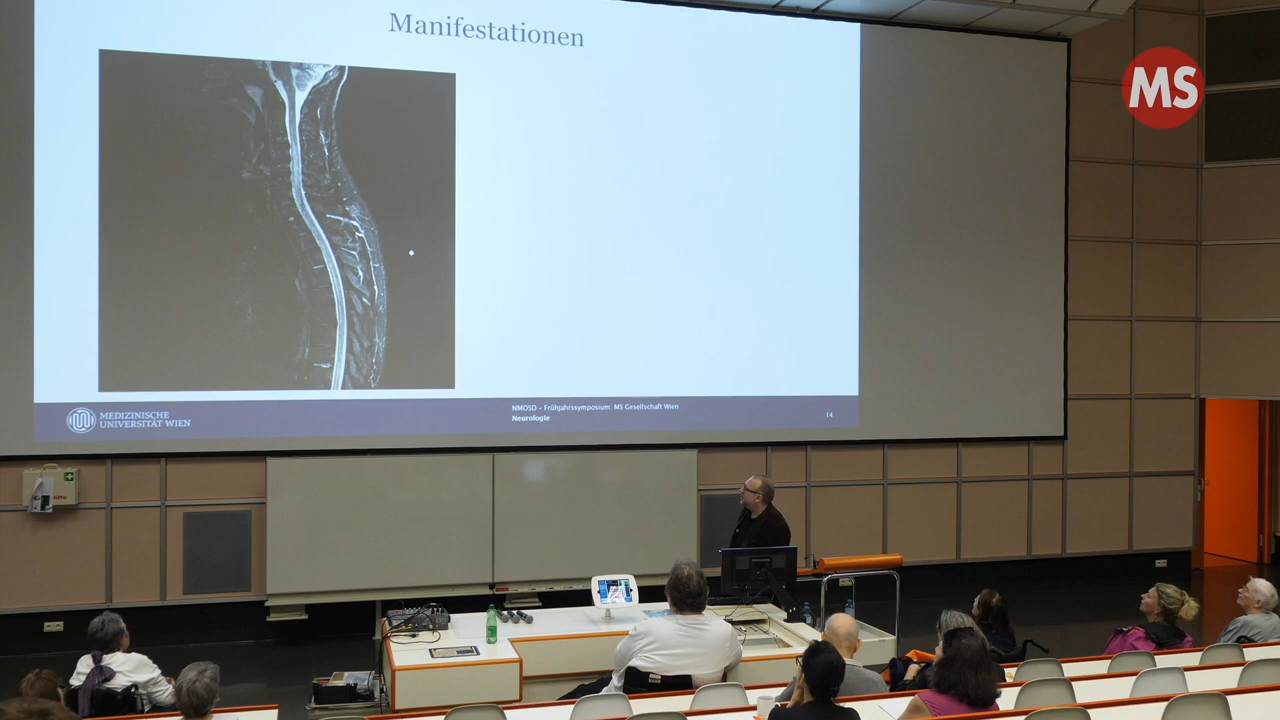 Manifestationen
MS
MEDIZINISCHE
UNIVERSITÄT WIEN
NMOSD – Frühjahrssymposium: MS Gesellschaft Wien
Neurologie
14